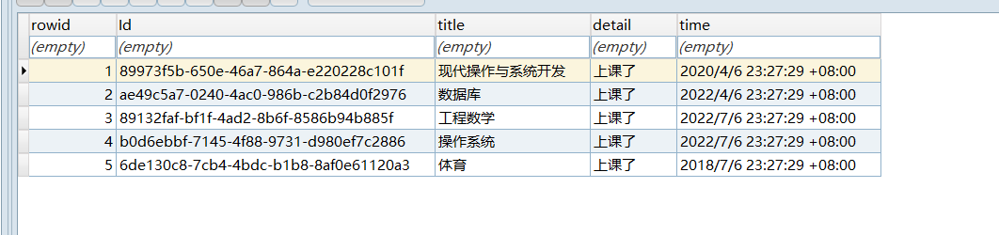 rowid Id title detail time
(empty) (empty) (empty) (empty) (empty)
1 89973f5b-650e-46a7-864a-e220228c101f 现代操作与系统开发 上课了 2020/4/6 23:27:29 +08:00
2 ae49c5a7-0240-4ac0-986b-c2b84d0f2976 数据库 上课了 2022/4/6 23:27:29 +08:00
3 89132faf-bf1f-4ad2-8b6f-8586b94b885f 工程数学 上课了 2022/7/6 23:27:29 +08:00
4 b0d6ebbf-7145-4f88-9731-d980ef7c2886 操作系统 上课了 2022/7/6 23:27:29 +08:00
5 6de130c8-7cb4-4bdc-b1b8-8af0e61120a3 体育 上课了 2018/7/6 23:27:29 +08:00